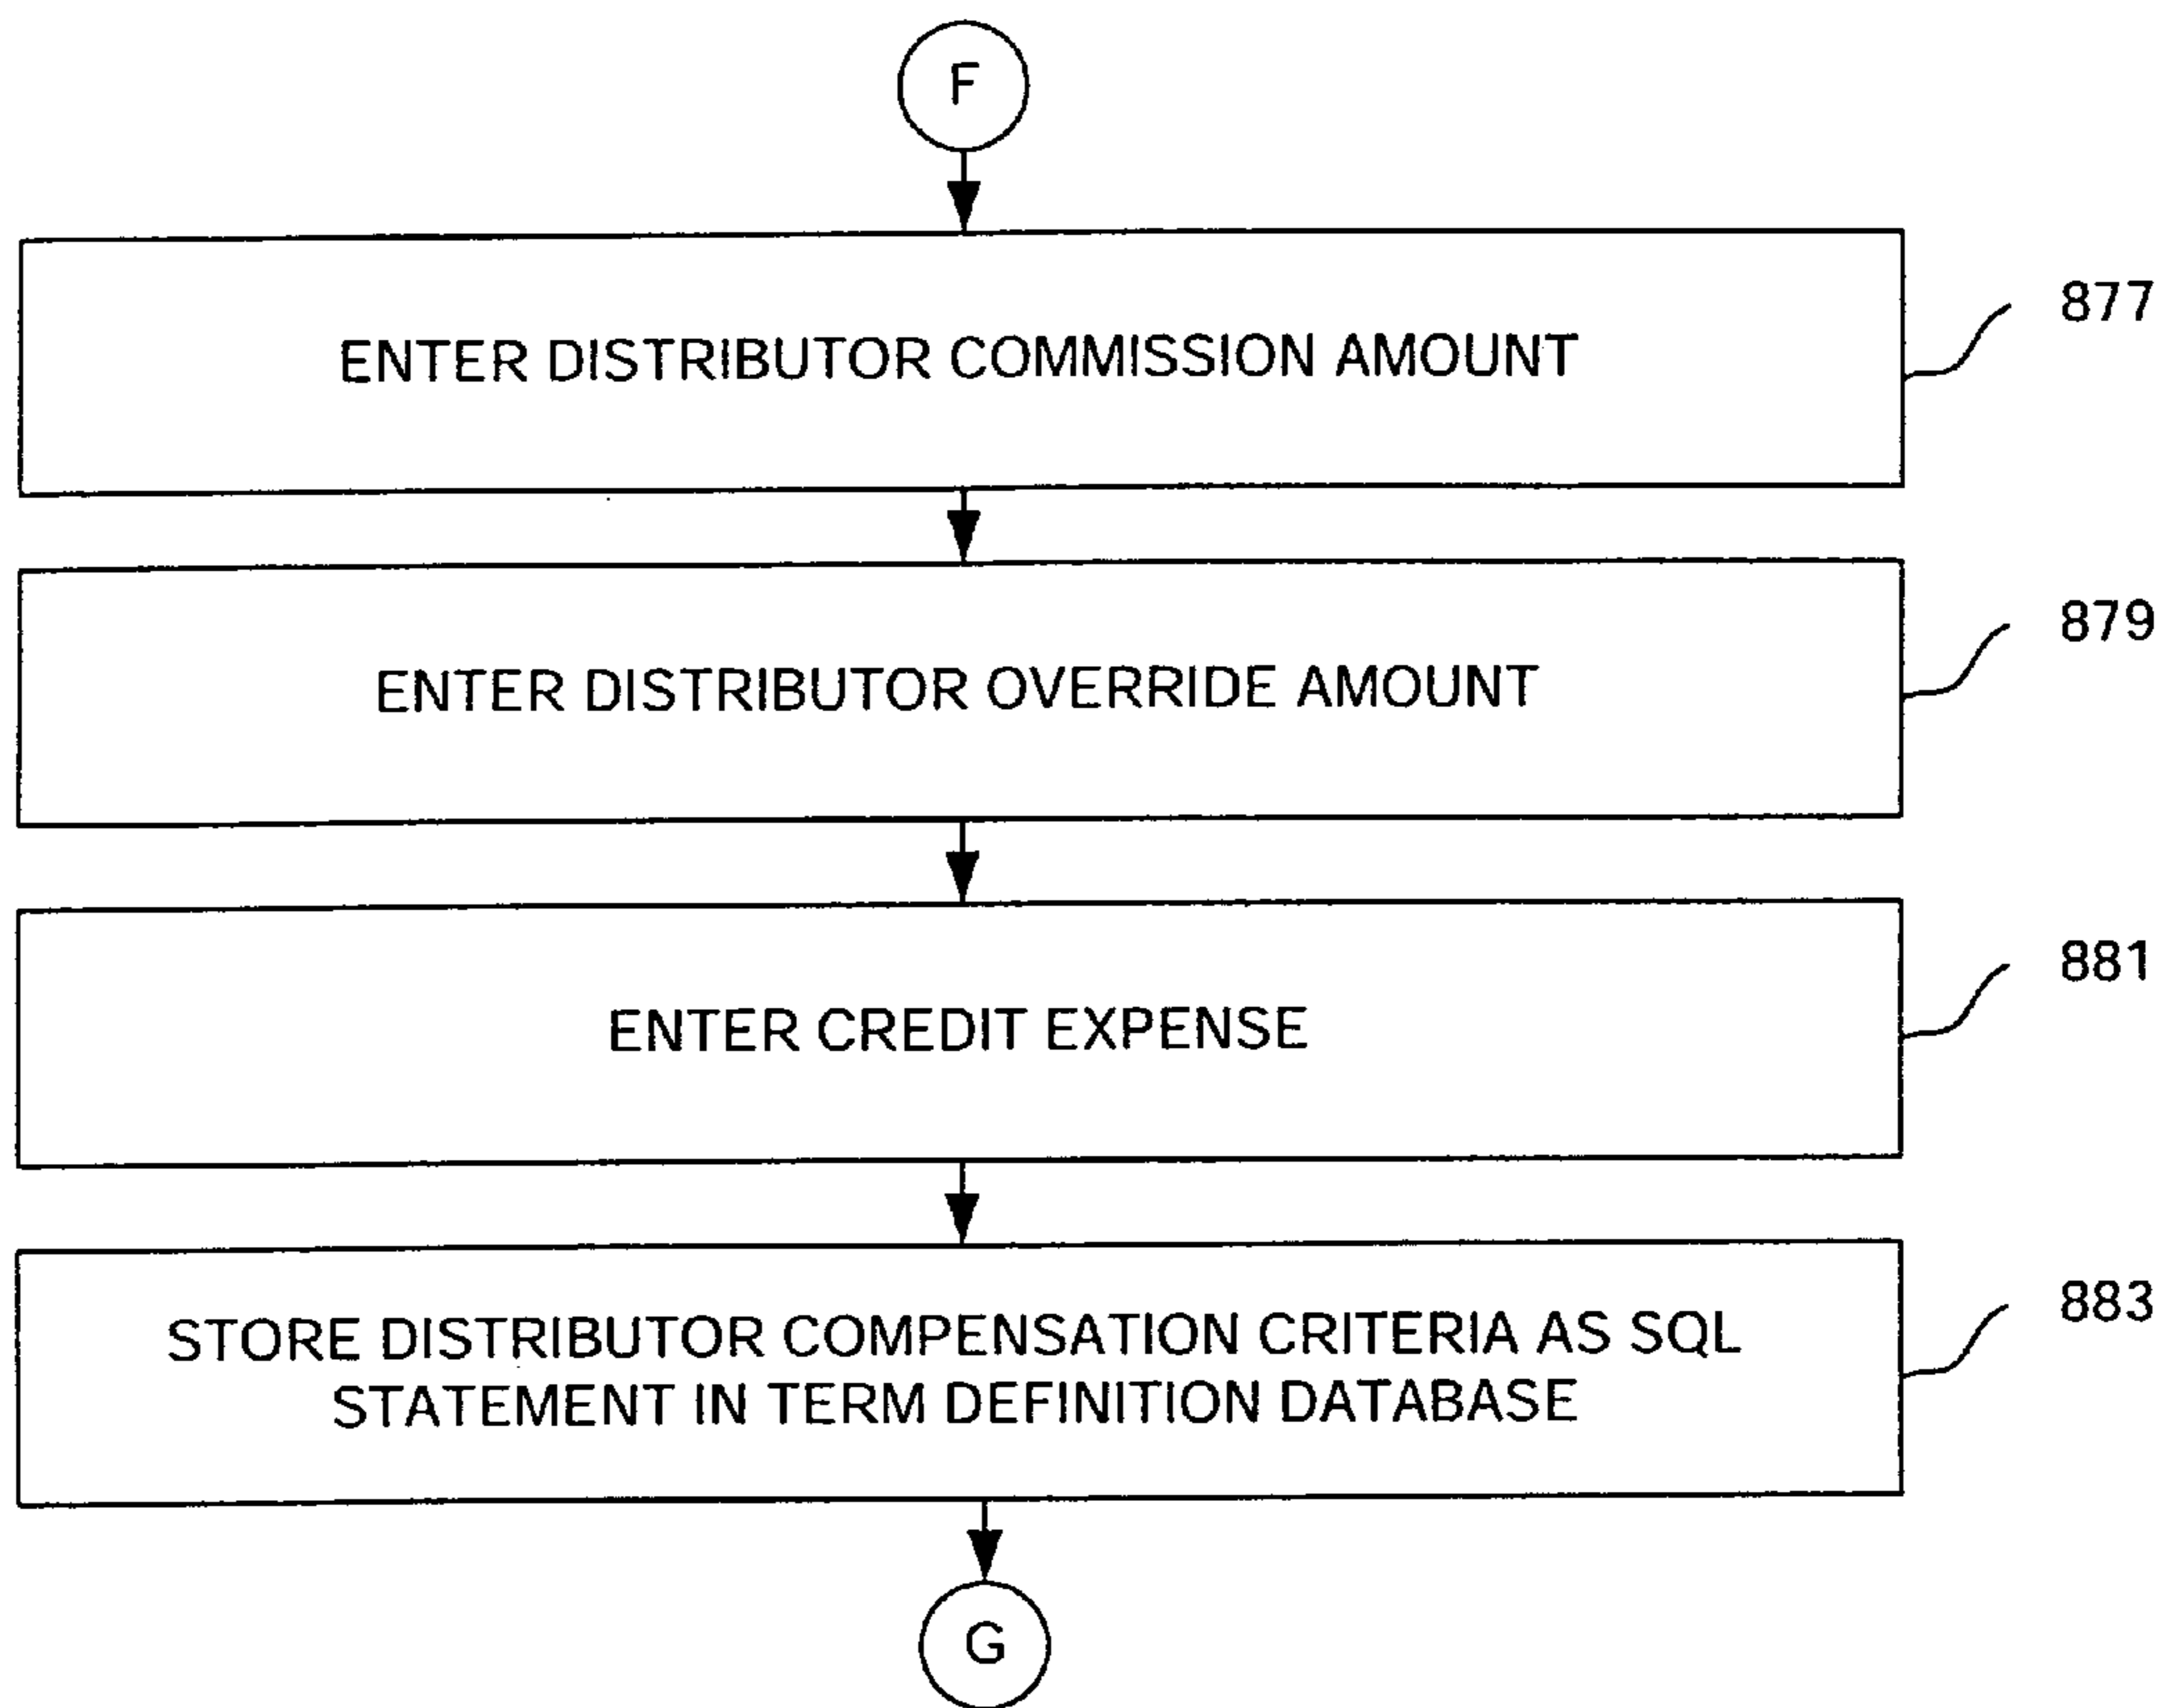 F
ENTER DISTRIBUTOR COMMISSION AMOUNT
877
ENTER DISTRIBUTOR OVERRIDE AMOUNT
879
ENTER CREDIT EXPENSE
881
STORE DISTRIBUTOR COMPENSATION CRITERIA AS SQL
STATEMENT IN TERM DEFINITION DATABASE
883
G